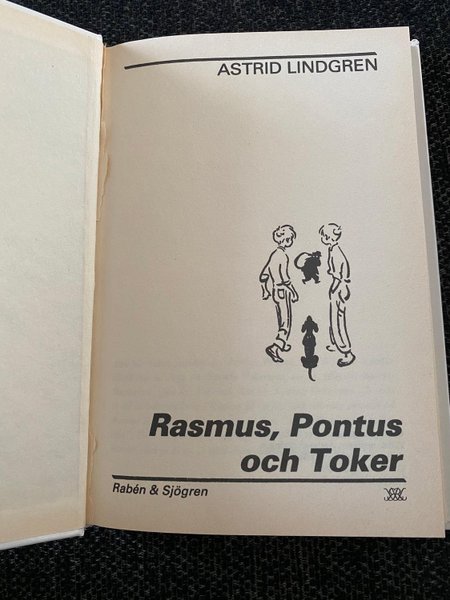 ASTRID LINDGREN
Rasmus, Pontus
och Toker
Rabén & Sjögren